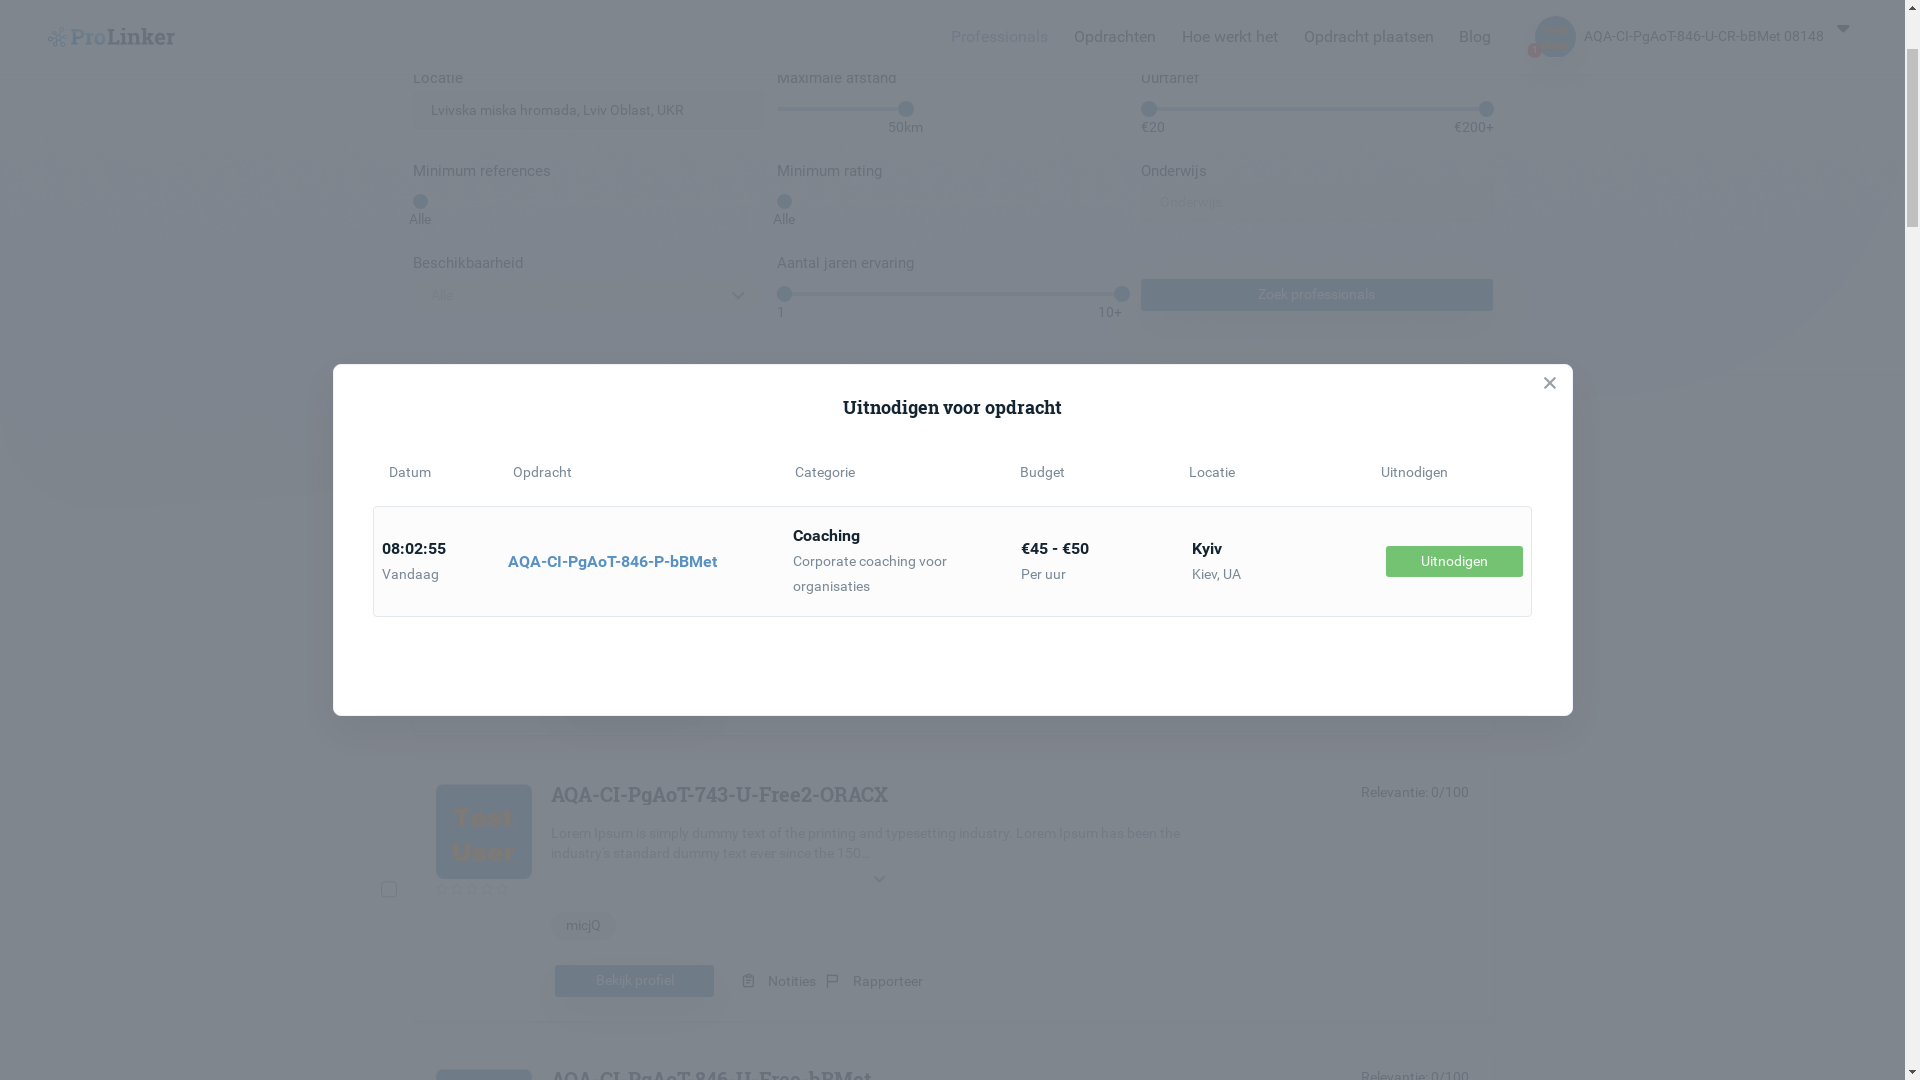 ProLinker
Professionals
Opdrachten
Hoe werkt het
Opdracht plaatsen
Blog
1
AQA-CI-PgAoT-846-U-CR-bBMet 08148
Locatie
Maximale afstand
Uurtarief
Lvivska miska hromada, Lviv Oblast, UKR
50km
€20
€200+
Minimum references
Minimum rating
Onderwijs
Onderwijs
Alle
Alle
Beschikbaarheid
Aantal jaren ervaring
Alle
Zoek professionals
1
10+
Uitnodigen voor opdracht
Datum
Opdracht
Categorie
Budget
Locatie
Uitnodigen
08:02:55
Vandaag
AQA-CI-PgAoT-846-P-bBMet
Coaching
Corporate coaching voor
organisaties
€45 - €50
Per uur
Kyiv
Kiev, UA
Uitnodigen
Test
User
AQA-CI-PgAoT-743-U-Free2-ORACX
Relevantie: 0/100
Lorem Ipsum is simply dummy text of the printing and typesetting industry. Lorem Ipsum has been the
industry's standard dummy text ever since the 150...
micjQ
Bekijk profiel
Notities
Rapporteer
AQA-CI-PgAoT-846-U-Free-bBMet
Relevantie: 0/100